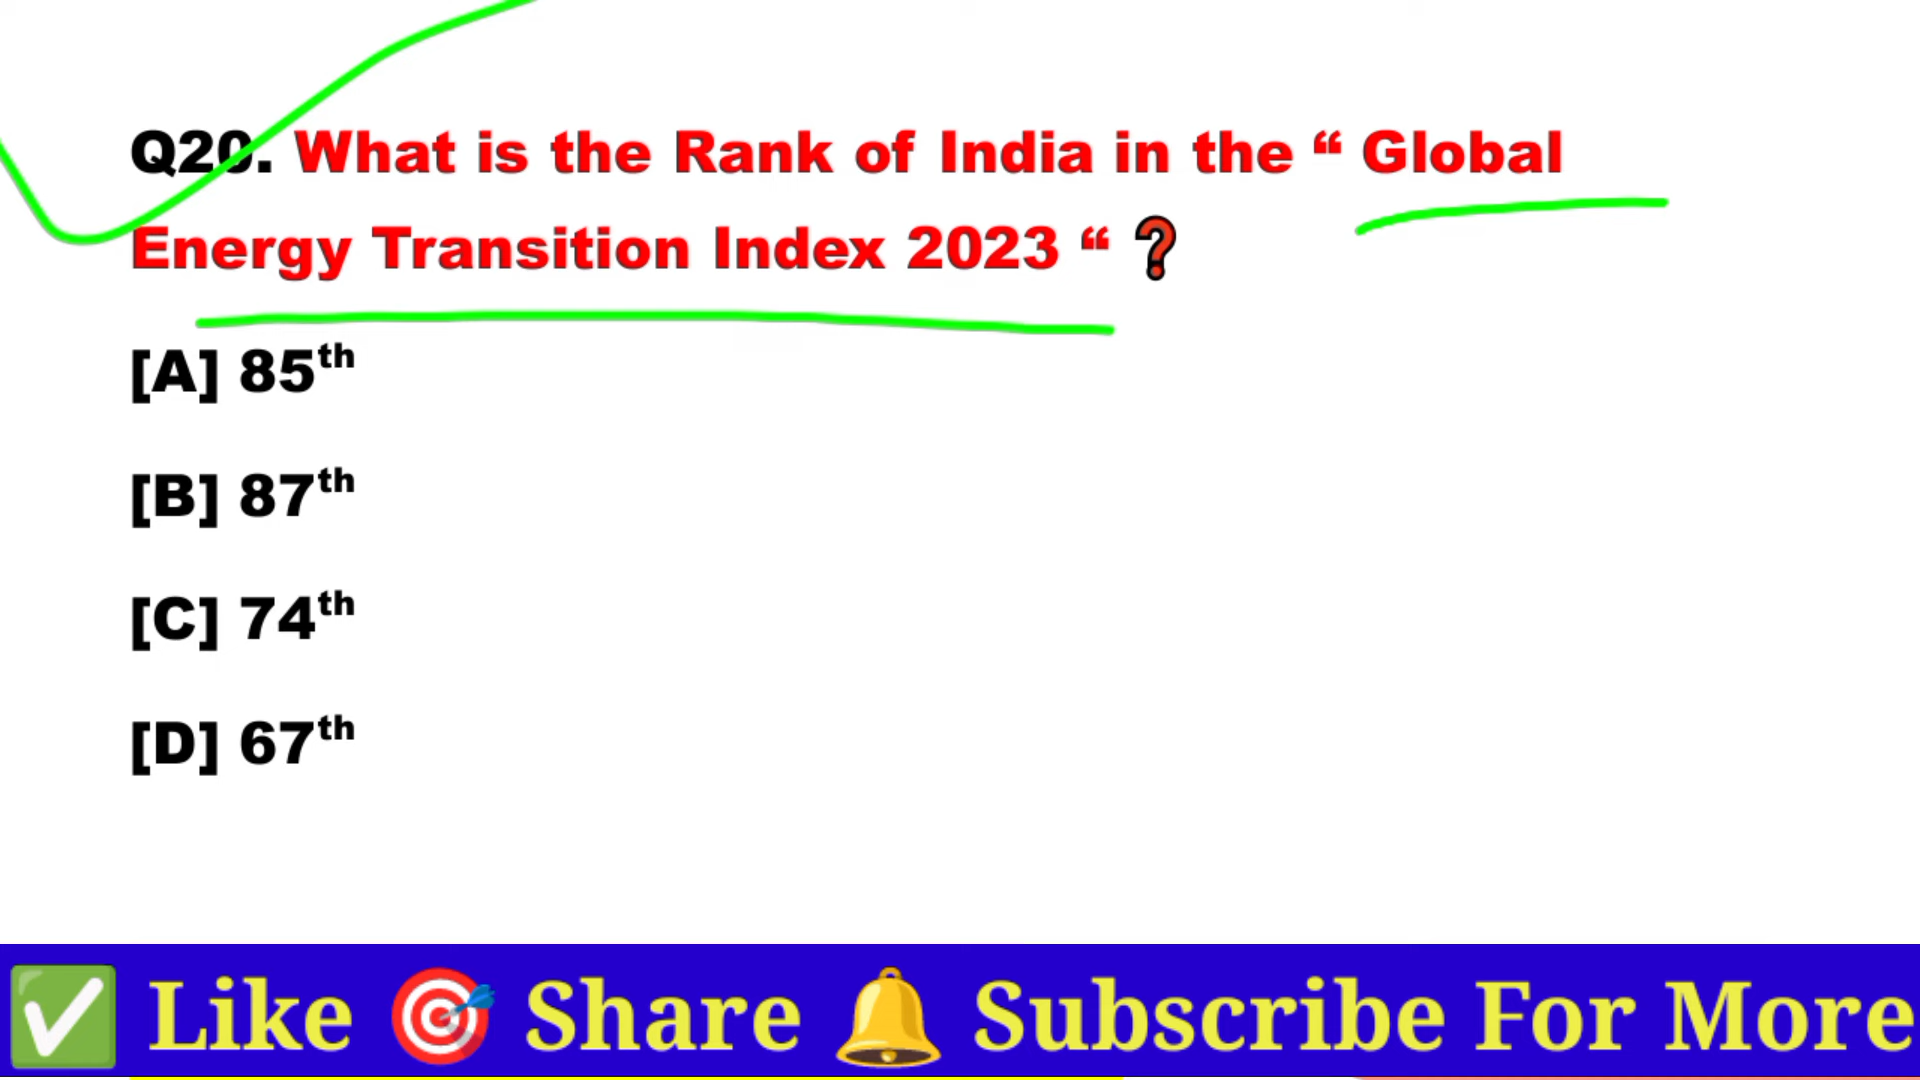 Q20. What is the Rank of India in the “ Global
Energy Transition Index 2023 “ ❓
[A] 85th
[B] 87th
[C] 74th
[D] 67th
✅ Like 🎯 Share 🔔 Subscribe For More